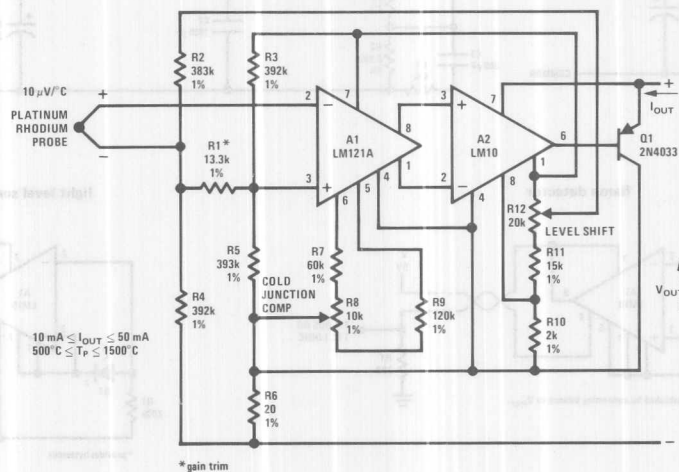 R2
383k
1%
R3
392k
1%
10 µV/°C
+
PLATINUM
RHODIUM
PROBE
−
R1*
13.3k
1%
2
−
7
A1
LM121A
8
1
3
+
6
5
4
3
+
7
A2
LM10
6
2
−
4
8
1
+
IOUT
Q1
2N4033
R12
20k
LEVEL SHIFT
R5
393k
1%
COLD
JUNCTION
COMP
R7
60k
1%
R8
10k
1%
R9
120k
1%
R11
15k
1%
R10
2k
1%
VOUT
R4
392k
1%
10 mA ≤ IOUT ≤ 50 mA
500°C ≤ TP ≤ 1500°C
R6
20
1%
−
*gain trim